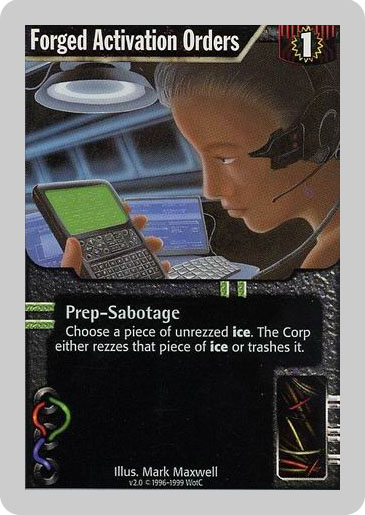 Forged Activation Orders
1
Prep-Sabotage
Choose a piece of unrezzed ice. The Corp
either rezzes that piece of ice or trashes it.
Illus. Mark Maxwell
v2.0 ©1996-1999 WotC